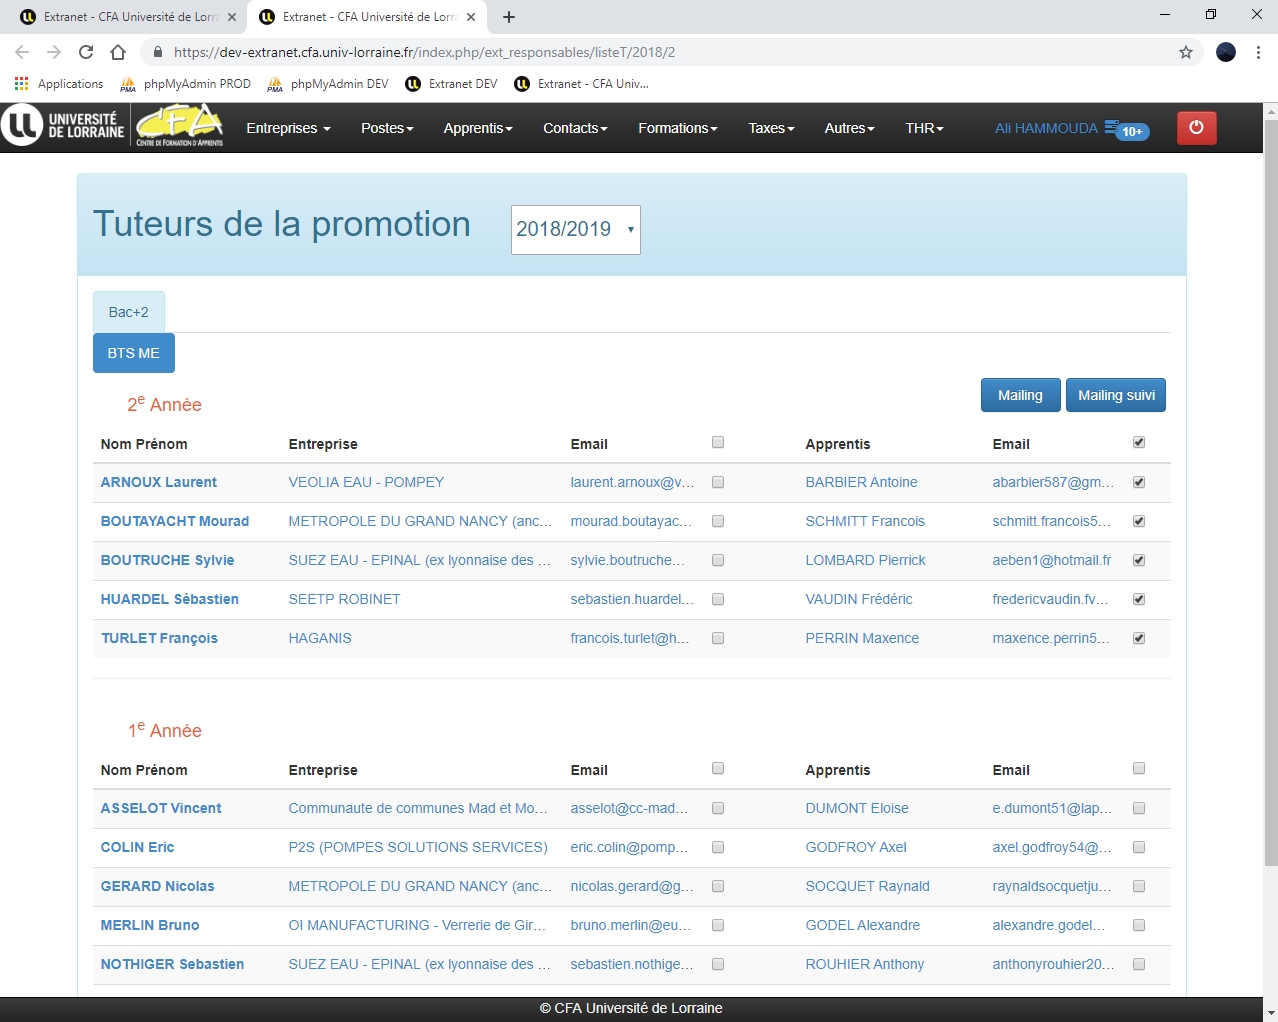 Extranet - CFA Université de Lorr
Extranet - CFA Université de Lorr
https://dev-extranet.cfa.univ-lorraine.fr/index.php/ext_responsables/listeT/2018/2
Applications PMA phpMyAdmin PROD PMA phpMyAdmin DEV Extranet DEV Extranet - CFA Univ...
UNIVERSITÉ DE LORRAINE
CFA
CENTRE DE FORMATION D'APPRENTIS
Entreprises Postes Apprentis Contacts Formations Taxes Autres THR Ali HAMMOUDA 10+
Tuteurs de la promotion 2018/2019
Bac+2
BTS ME
2e Année Mailing Mailing suivi
Nom Prénom Entreprise Email Apprentis Email
ARNOUX Laurent VEOLIA EAU - POMPEY laurent.arnoux@v... BARBIER Antoine abarbier587@gm...
BOUTAYACHT Mourad METROPOLE DU GRAND NANCY (anc... mourad.boutayac... SCHMITT Francois schmitt.francois5...
BOUTRUCHE Sylvie SUEZ EAU - EPINAL (ex lyonnaise des ... sylvie.boutruche... LOMBARD Pierrick aeben1@hotmail.fr
HUARDEL Sébastien SEETP ROBINET sebastien.huardel... VAUDIN Frédéric fredericvaudin.fv...
TURLET François HAGANIS francois.turlet@h... PERRIN Maxence maxence.perrin5...
1e Année
Nom Prénom Entreprise Email Apprentis Email
ASSELOT Vincent Communaute de communes Mad et Mo... asselot@cc-mad... DUMONT Eloise e.dumont51@lap...
COLIN Eric P2S (POMPES SOLUTIONS SERVICES) eric.colin@pomp... GODFROY Axel axel.godfroy54@...
GERARD Nicolas METROPOLE DU GRAND NANCY (anc... nicolas.gerard@g... SOCQUET Raynald raynaldsocquetju...
MERLIN Bruno OI MANUFACTURING - Verrerie de Gir... bruno.merlin@eu... GODEL Alexandre alexandre.godel...
NOTHIGER Sebastien SUEZ EAU - EPINAL (ex lyonnaise des ... sebastien.nothige... ROUHIER Anthony anthonyrouhier20...
© CFA Université de Lorraine